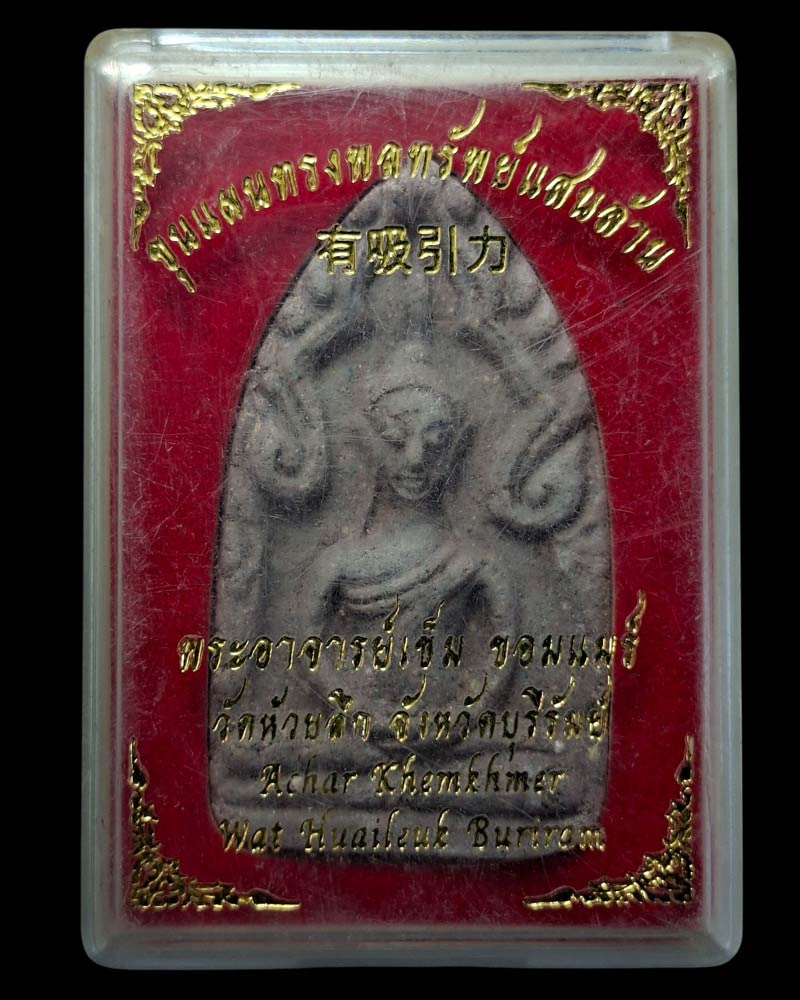 ขุนแผนทรงพลทรัพย์แสนล้าน
有吸引力
พระอาจารย์เข้ม ขอมแมร์
วัดห้วยลึก จังหวัดบุรีรัมย์
Achar Khemkhmer
Wat Huaileuk Buriram